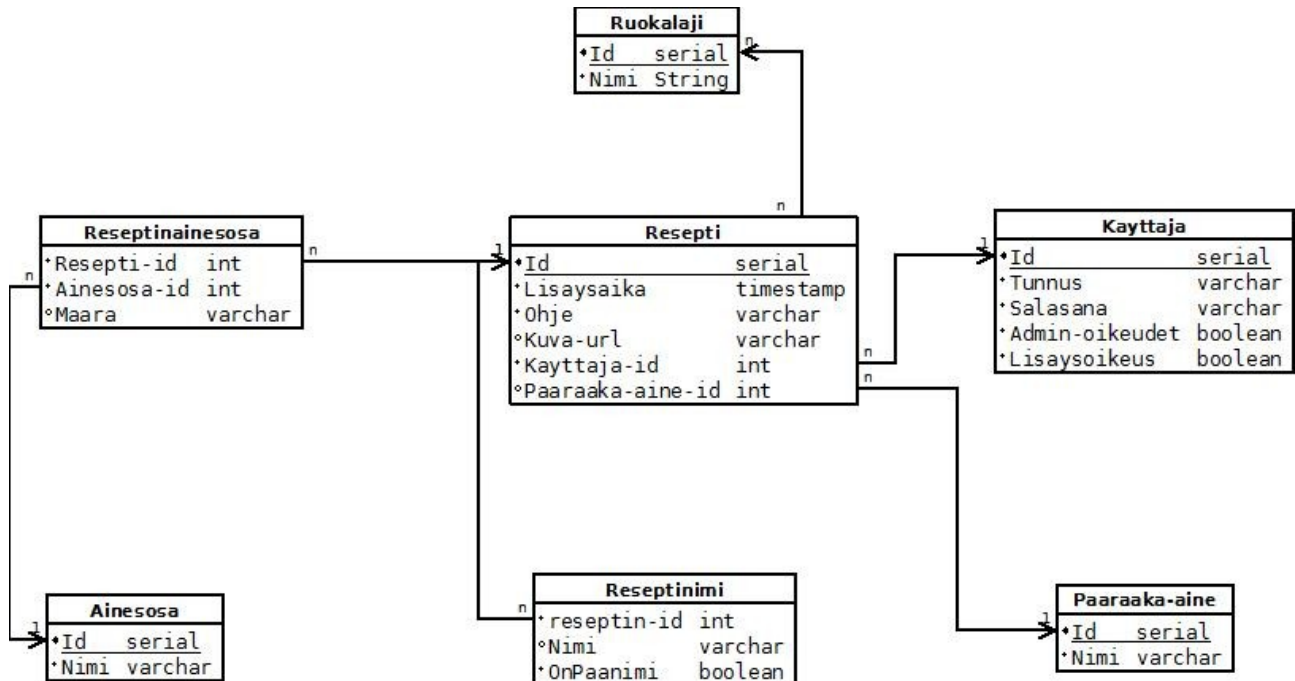 Ruokalaji
n
Id serial
Nimi String
n
Reseptinainesosa
n
Resepti-id int
n
Ainesosa-id int
Maara varchar
Resepti
1
Id serial
Lisaysaika timestamp
Ohje varchar
Kuva-url varchar
Kayttaja-id int
n
Paaraaka-aine-id int
n
Kayttaja
1
Id serial
Tunnus varchar
Salasana varchar
Admin-oikeudet boolean
Lisaysoikeus boolean
Ainesosa
1
Id serial
Nimi varchar
Reseptinimi
n
reseptin-id int
Nimi varchar
OnPaanimi boolean
Paaraaka-aine
1
Id serial
Nimi varchar